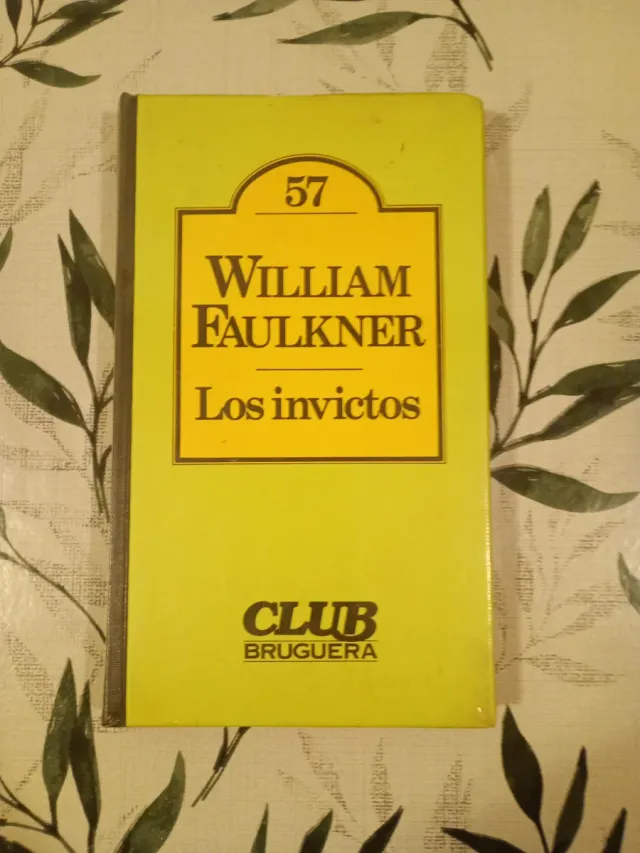 57
WILLIAM
FAULKNER
Los invictos
CLUB
BRUGUERA